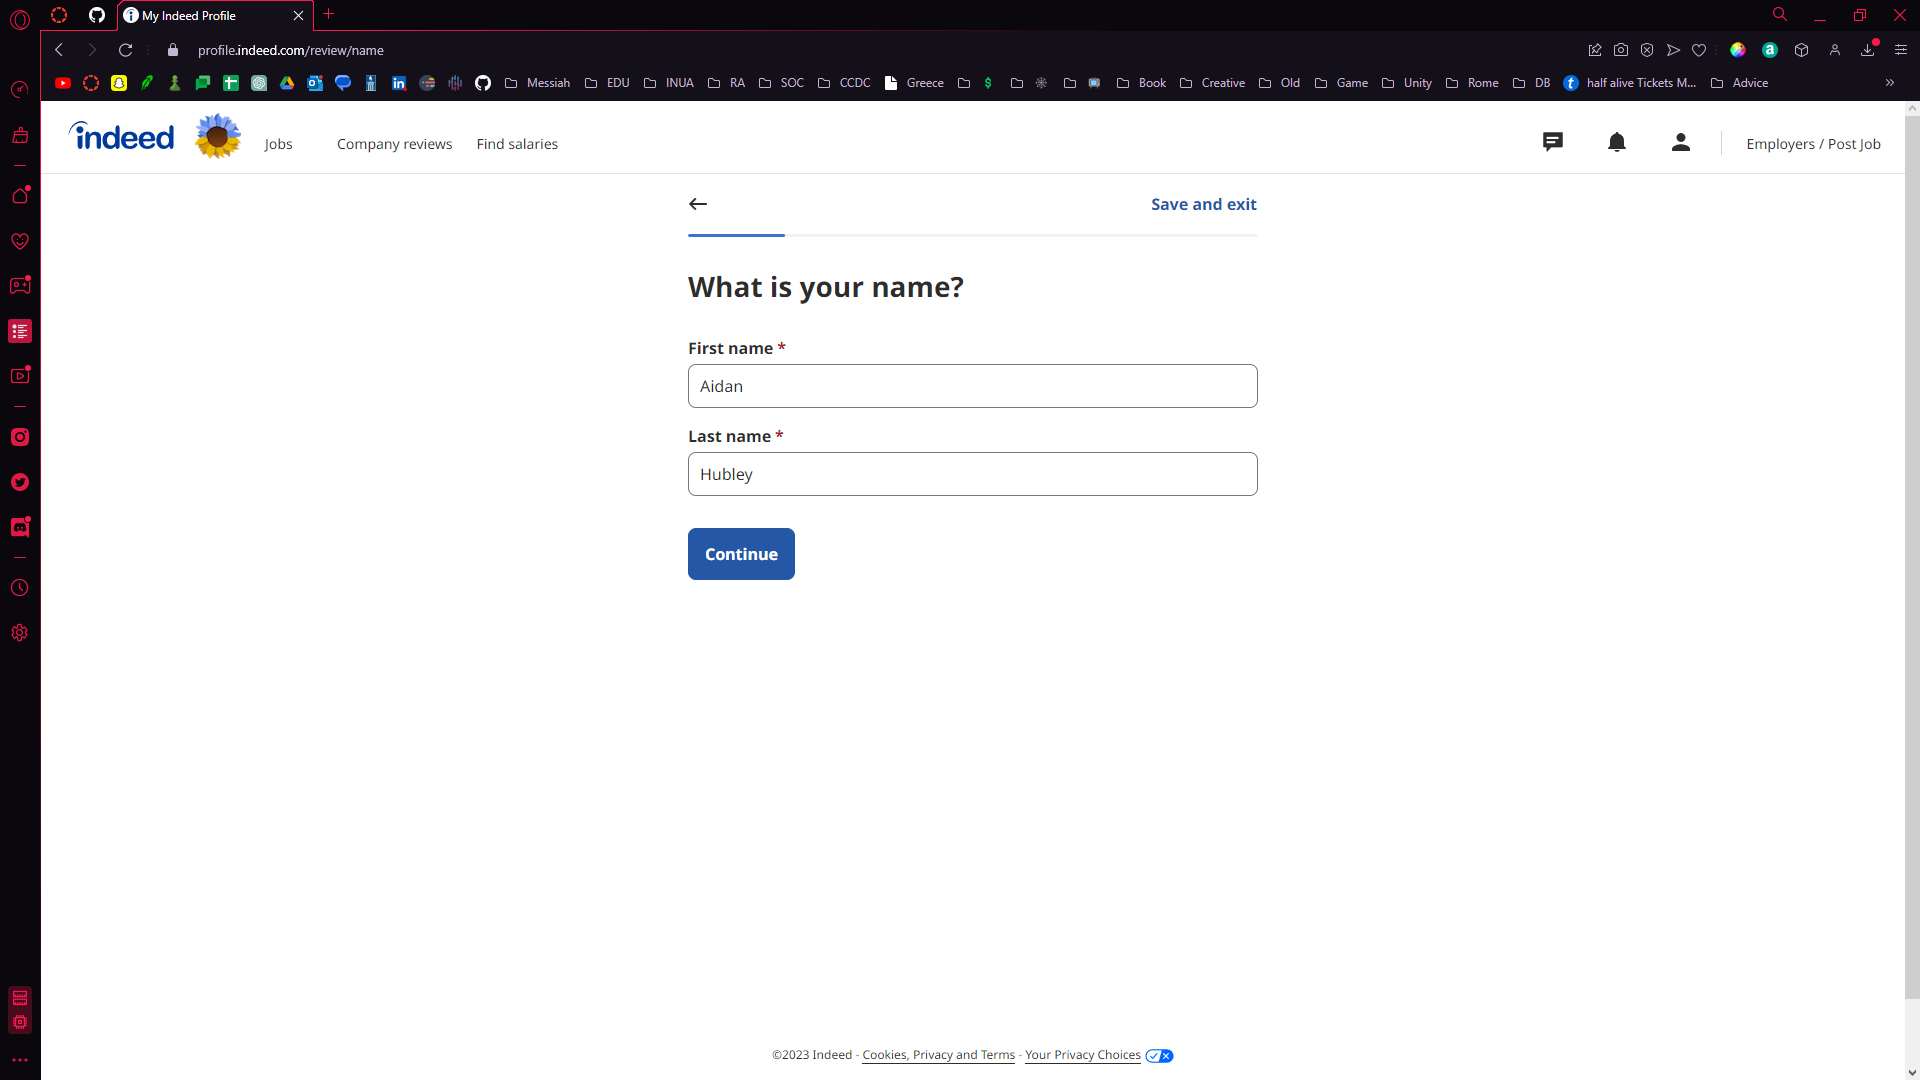 My Indeed Profile
profile.indeed.com/review/name
Messiah EDU INUA RA SOC CCDC Greece $ Book Creative Old Game Unity Rome DB half alive Tickets M... Advice
indeed Jobs Company reviews Find salaries Employers / Post Job
Save and exit
What is your name?
First name *
Aidan
Last name *
Hubley
Continue
©2023 Indeed - Cookies, Privacy and Terms - Your Privacy Choices